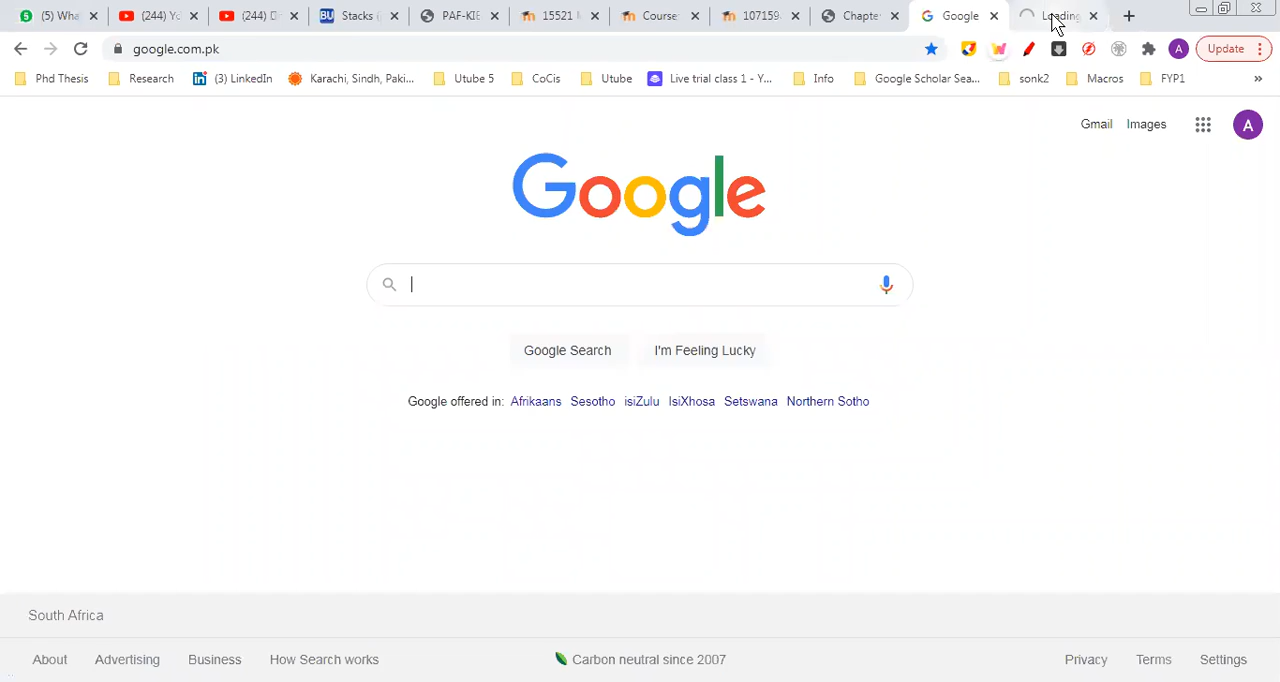 (5) Wha
(244) Yo
(244) D
BU Stacks
PAF-KIE
15521 M
Course
107159
Chapte
Google
Loading
google.com.pk
A
Update
Phd Thesis
Research
in (3) LinkedIn
Karachi, Sindh, Paki...
Utube 5
CoCis
Utube
Live trial class 1 - Y...
Info
Google Scholar Sea...
sonk2
Macros
FYP1
»
Gmail Images A
Google
Google Search I'm Feeling Lucky
Google offered in: Afrikaans Sesotho isiZulu IsiXhosa Setswana Northern Sotho
South Africa
About Advertising Business How Search works Carbon neutral since 2007 Privacy Terms Settings